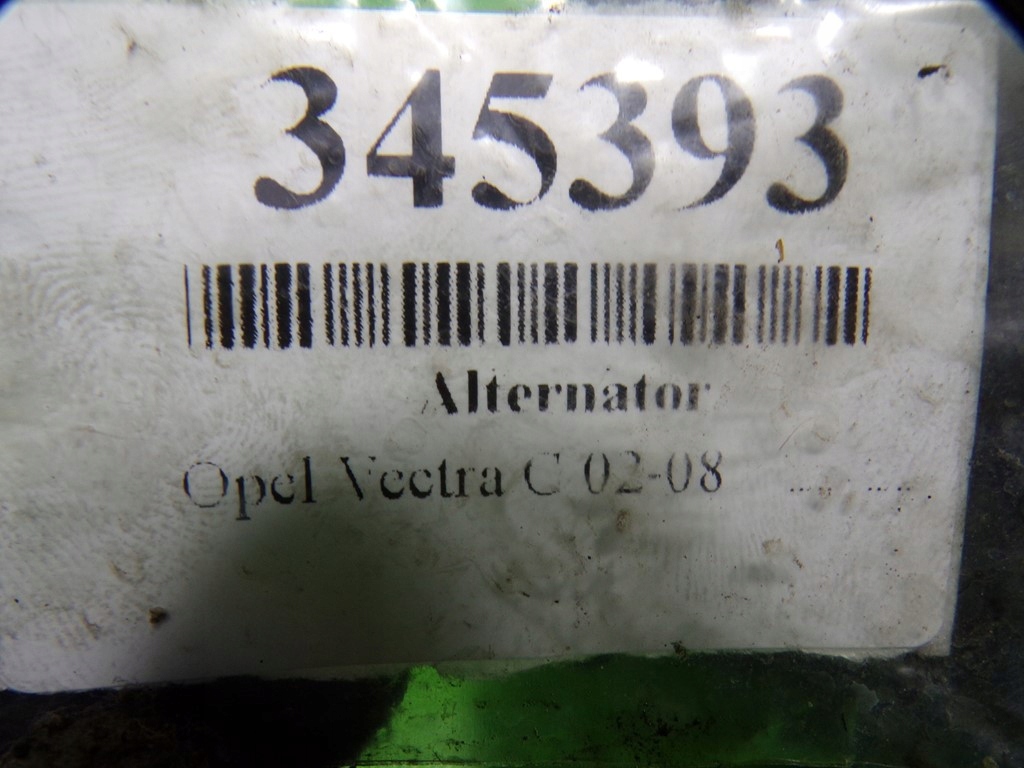 345393
Alternator
Opel Vectra C 02-08